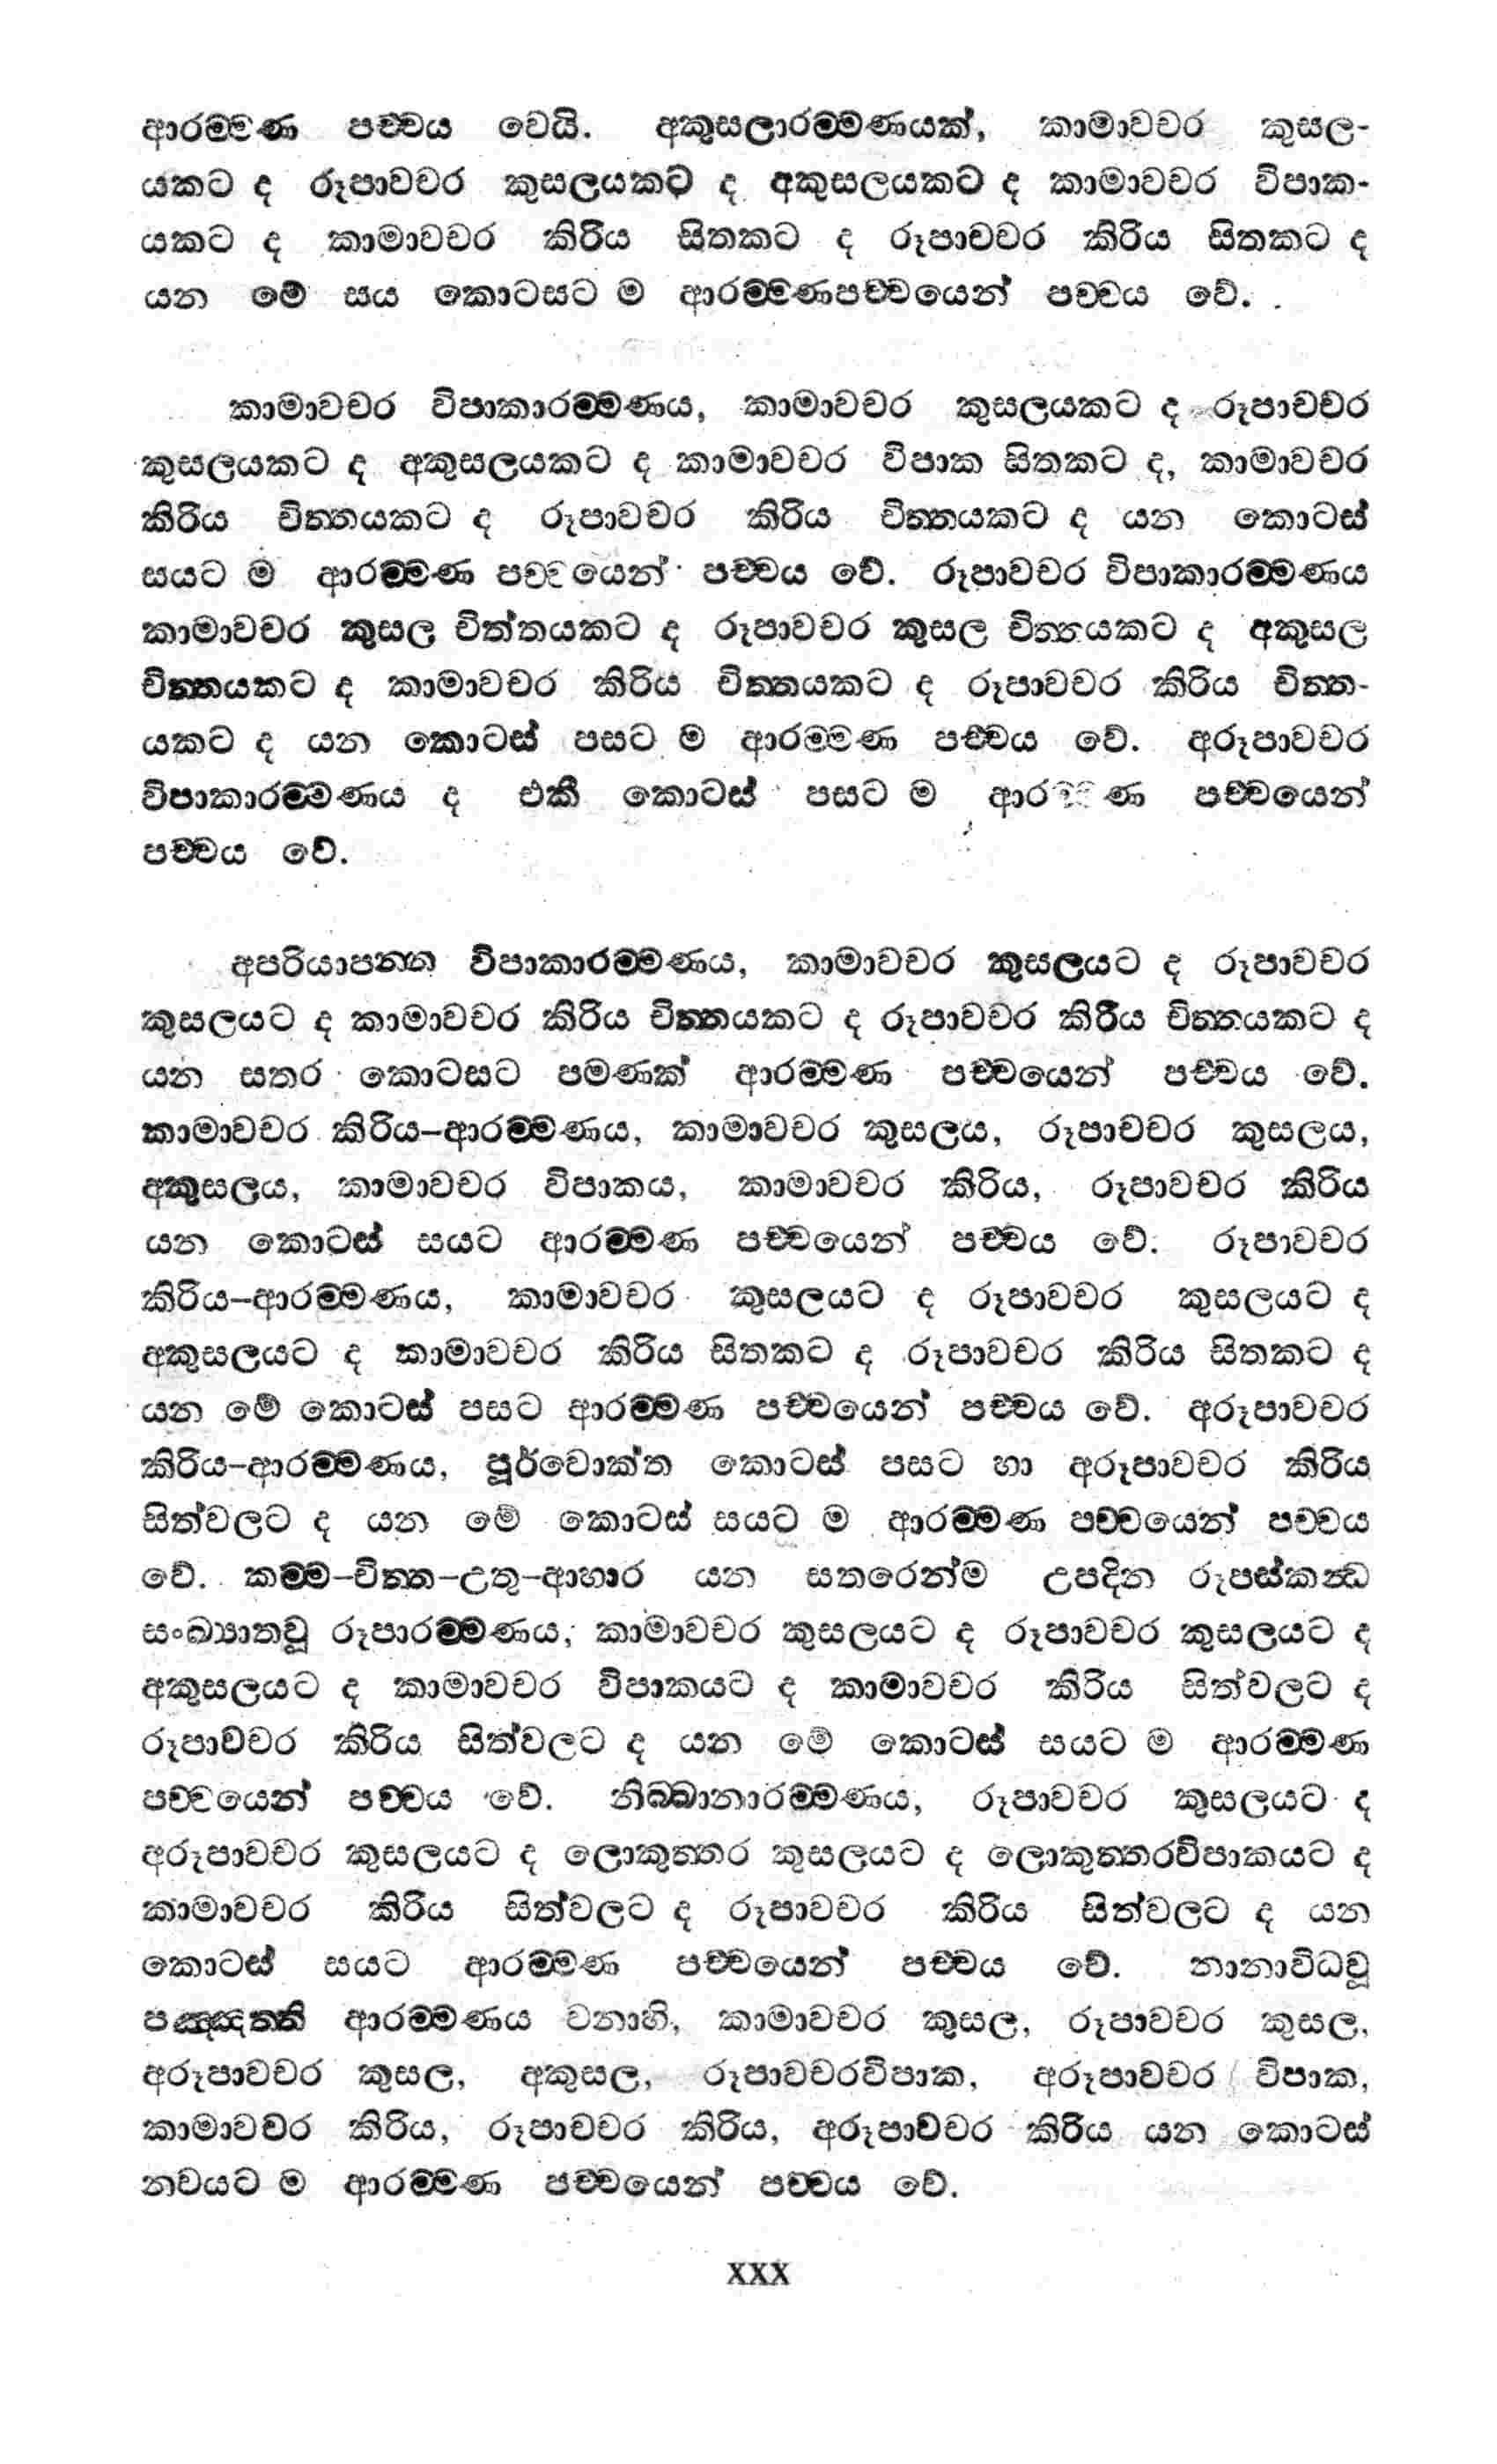 ආරම්මණ පච්චය වෙයි. අකුසලාරම්මණයක්, කාමාවචර කුසල-
යකට ද රූපාවචර කුසලයකට ද අකුසලයකට ද කාමාවචර විපාක-
යකට ද කාමාවචර කිරිය සිතකට ද රූපාවචර කිරිය සිතකට ද
යන මේ සය කොටසට ම ආරම්මණපච්චයෙන් පච්චය වේ.
කාමාවචර විපාකාරම්මණය, කාමාවචර කුසලයකට ද රූපාවචර
කුසලයකට ද අකුසලයකට ද කාමාවචර විපාක සිතකට ද, කාමාවචර
කිරිය චිත්තයකට ද රූපාවචර කිරිය චිත්තයකට ද යන කොටස්
සයට ම ආරම්මණ පච්චයෙන් පච්චය වේ. රූපාවචර විපාකාරම්මණය
කාමාවචර කුසල චිත්තයකට ද රූපාවචර කුසල චිත්තයකට ද අකුසල
චිත්තයකට ද කාමාවචර කිරිය චිත්තයකට ද රූපාවචර කිරිය චිත්ත-
යකට ද යන කොටස් පසට ම ආරම්මණ පච්චය වේ. අරූපාවචර
විපාකාරම්මණය ද එකී කොටස් පසට ම ආරම්මණ පච්චයෙන්
පච්චය වේ.
අපරියාපන්න විපාකාරම්මණය, කාමාවචර කුසලයට ද රූපාවචර
කුසලයට ද කාමාවචර කිරිය චිත්තයකට ද රූපාවචර කිරිය චිත්තයකට ද
යන සතර කොටසට පමණක් ආරම්මණ පච්චයෙන් පච්චය වේ.
කාමාවචර කිරිය–ආරම්මණය, කාමාවචර කුසලය, රූපාවචර කුසලය,
අකුසලය, කාමාවචර විපාකය, කාමාවචර කිරිය, රූපාවචර කිරිය
යන කොටස් සයට ආරම්මණ පච්චයෙන් පච්චය වේ. රූපාවචර
කිරිය–ආරම්මණය, කාමාවචර කුසලයට ද රූපාවචර කුසලයට ද
අකුසලයට ද කාමාවචර කිරිය සිතකට ද රූපාවචර කිරිය සිතකට ද
යන මේ කොටස් පසට ආරම්මණ පච්චයෙන් පච්චය වේ. අරූපාවචර
කිරිය–ආරම්මණය, පූර්වොක්ත කොටස් පසට හා අරූපාවචර කිරිය
සිත්වලට ද යන මේ කොටස් සයට ම ආරම්මණ පච්චයෙන් පච්චය
වේ. කම්ම–චිත්ත–උතු–ආහාර යන සතරෙන්ම උපදින රූපස්කන්ධ
සංඛ්‍යාතවූ රූපාරම්මණය, කාමාවචර කුසලයට ද රූපාවචර කුසලයට ද
අකුසලයට ද කාමාවචර විපාකයට ද කාමාවචර කිරිය සිත්වලට ද
රූපාවචර කිරිය සිත්වලට ද යන මේ කොටස් සයට ම ආරම්මණ
පච්චයෙන් පච්චය වේ. නිබ්බානාරම්මණය, රූපාවචර කුසලයට ද
අරූපාවචර කුසලයට ද ලොකුත්තර කුසලයට ද ලොකුත්තරවිපාකයට ද
කාමාවචර කිරිය සිත්වලට ද රූපාවචර කිරිය සිත්වලට ද යන
කොටස් සයට ආරම්මණ පච්චයෙන් පච්චය වේ. නානාවිධවූ
පඤ්ඤත්ති ආරම්මණය වනාහි, කාමාවචර කුසල, රූපාවචර කුසල,
අරූපාවචර කුසල, අකුසල, රූපාවචරවිපාක, අරූපාවචර විපාක,
කාමාවචර කිරිය, රූපාවචර කිරිය, අරූපාවචර කිරිය යන කොටස්
නවයට ම ආරම්මණ පච්චයෙන් පච්චය වේ.
XXX